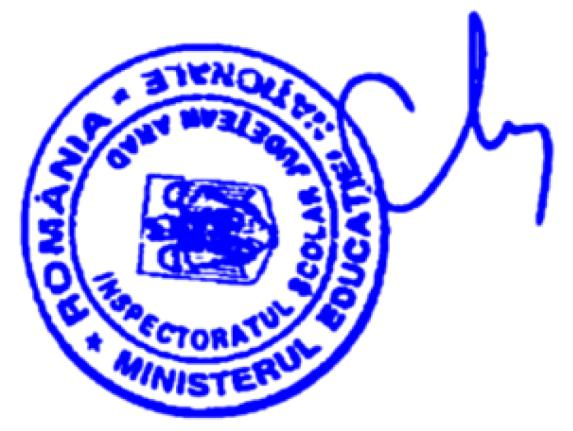 * ROMÂNIA * MINISTERUL EDUCAȚIEI NAȚIONALE
INSPECTORATUL ȘCOLAR JUDEȚEAN ARAD